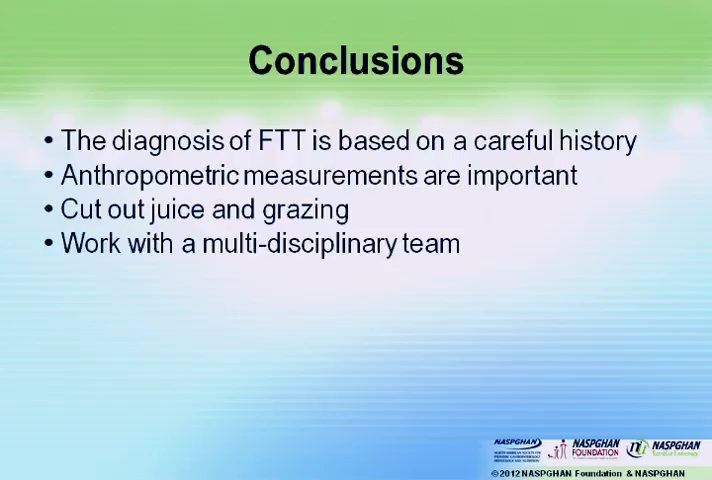 Conclusions
• The diagnosis of FTT is based on a careful history
• Anthropometric measurements are important
• Cut out juice and grazing
• Work with a multi-disciplinary team
NASPGHAN NASPGHAN NASPGHAN
FOUNDATION
©2012 NASPGHAN Foundation & NASPGHAN